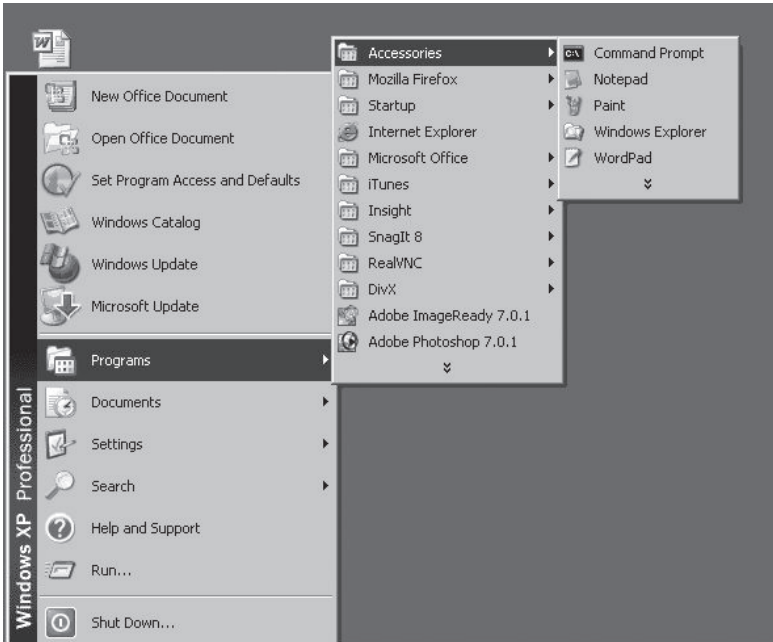 New Office Document
Open Office Document
Set Program Access and Defaults
Windows Catalog
Windows Update
Microsoft Update
Programs
Documents
Settings
Search
Help and Support
Run...
Shut Down...
Windows XP Professional
Accessories
Mozilla Firefox
Startup
Internet Explorer
Microsoft Office
iTunes
Insight
SnagIt 8
RealVNC
DivX
Adobe ImageReady 7.0.1
Adobe Photoshop 7.0.1
Command Prompt
Notepad
Paint
Windows Explorer
WordPad